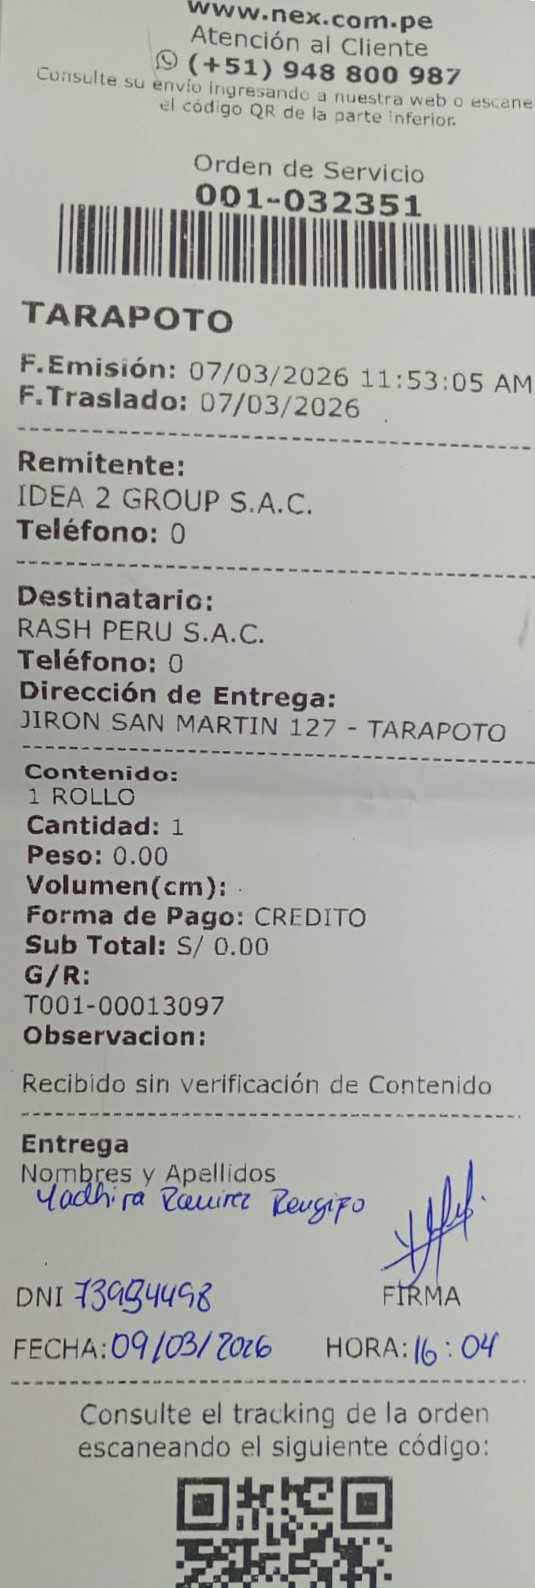 www.nex.com.pe
Atención al Cliente
(+51) 948 800 987
Consulte su envío ingresando a nuestra web o escane
el código QR de la parte inferior.
Orden de Servicio
001-032351
TARAPOTO
F.Emisión: 07/03/2026 11:53:05 AM
F.Traslado: 07/03/2026
Remitente:
IDEA 2 GROUP S.A.C.
Teléfono: 0
Destinatario:
RASH PERU S.A.C.
Teléfono: 0
Dirección de Entrega:
JIRON SAN MARTIN 127 - TARAPOTO
Contenido:
1 ROLLO
Cantidad: 1
Peso: 0.00
Volumen(cm):
Forma de Pago: CREDITO
Sub Total: S/ 0.00
G/R:
T001-00013097
Observacion:
Recibido sin verificación de Contenido
Entrega
Nombres y Apellidos
Yadhira Ramirez Rengifo
DNI 73994498
FIRMA
FECHA: 09/03/2026 HORA: 16:04
Consulte el tracking de la orden
escaneando el siguiente código: